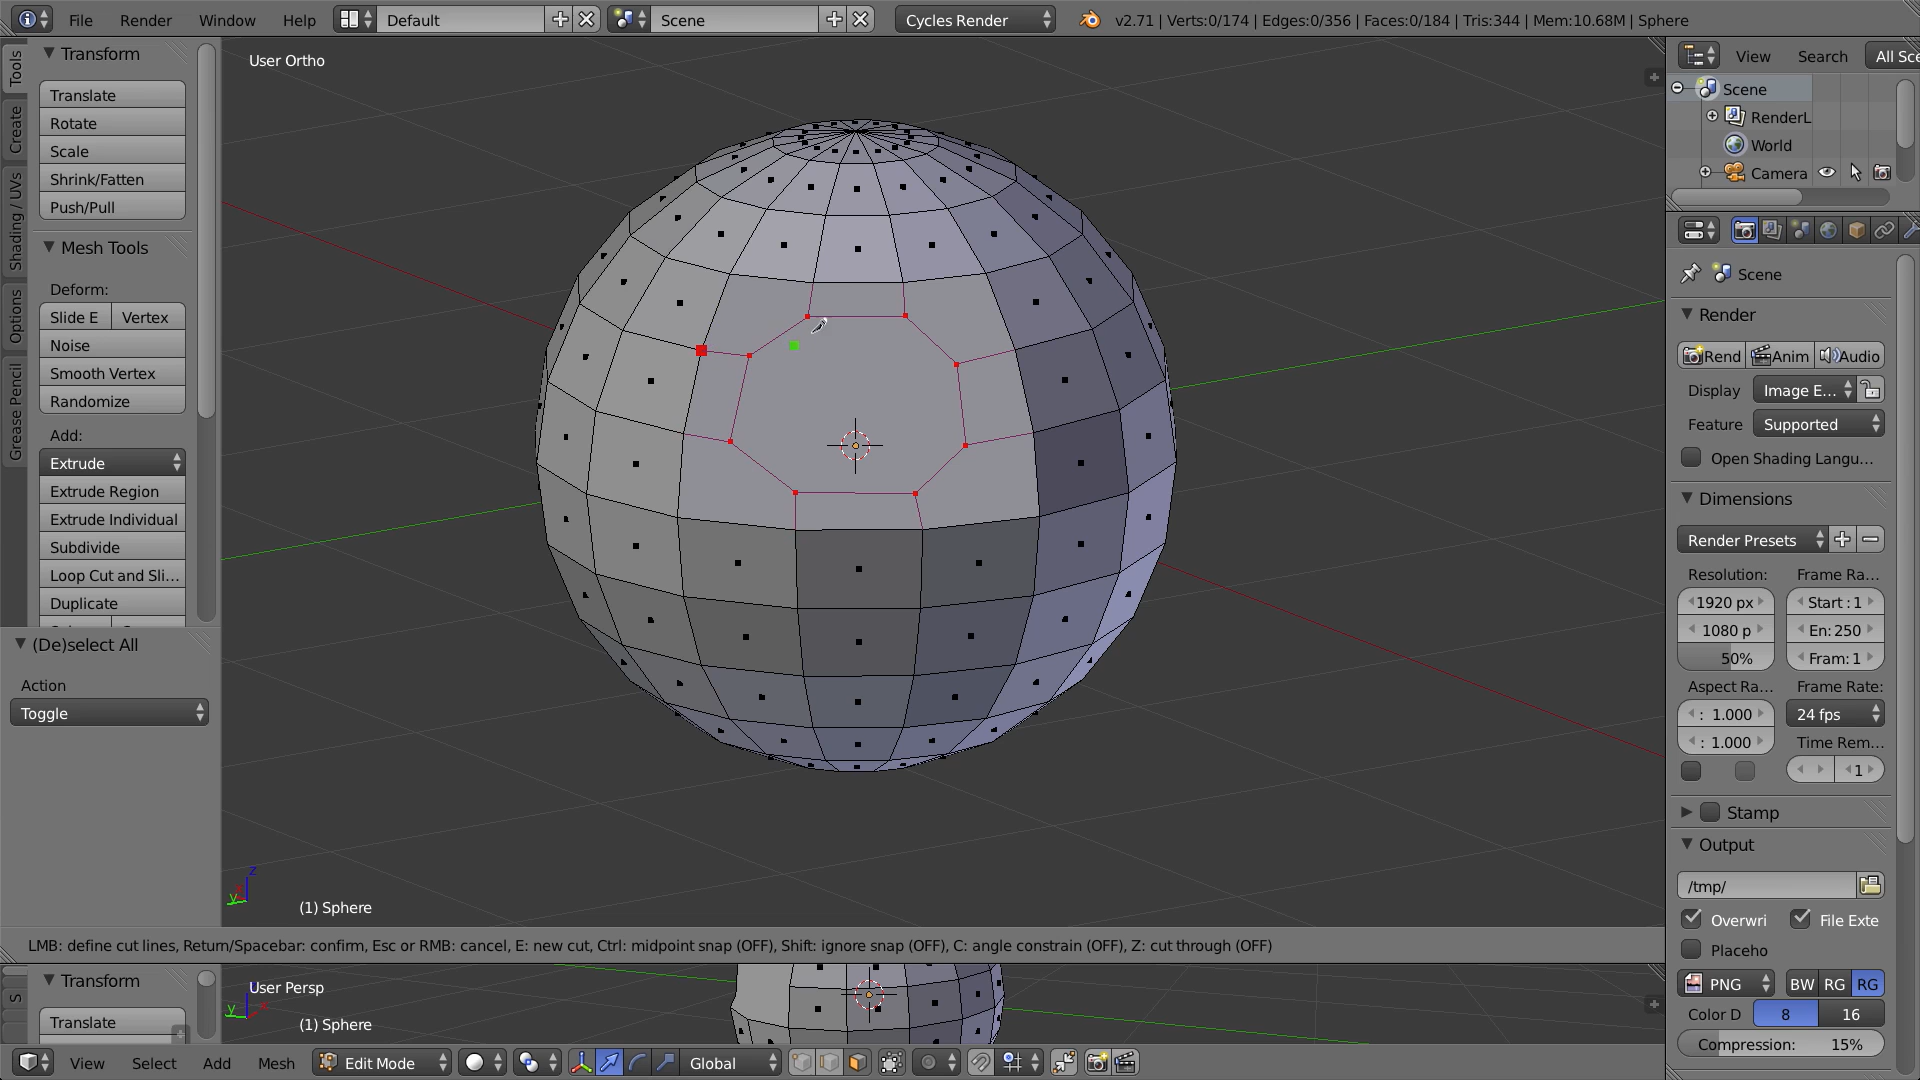 File Render Window Help Default Scene Cycles Render v2.71 | Verts:0/174 | Edges:0/356 | Faces:0/184 | Tris:344 | Mem:10.68M | Sphere
Tools
Create
Shading / UVs
Options
Grease Pencil
Transform
Translate
Rotate
Scale
Shrink/Fatten
Push/Pull
Mesh Tools
Deform:
Slide E Vertex
Noise
Smooth Vertex
Randomize
Add:
Extrude
Extrude Region
Extrude Individual
Subdivide
Loop Cut and Sli...
Duplicate
(De)select All
Action
Toggle
User Ortho
z
y
(1) Sphere
LMB: define cut lines, Return/Spacebar: confirm, Esc or RMB: cancel, E: new cut, Ctrl: midpoint snap (OFF), Shift: ignore snap (OFF), C: angle constrain (OFF), Z: cut through (OFF)
S
Transform
Translate
User Persp
y
(1) Sphere
View Select Add Mesh Edit Mode Global
View Search All Sce
Scene
RenderL
World
Camera
Scene
Render
Rend Anim Audio
Display Image E...
Feature Supported
Open Shading Langu...
Dimensions
Render Presets
Resolution: Frame Ra...
1920 px Start : 1
1080 p En: 250
50% Fram: 1
Aspect Ra... Frame Rate:
: 1.000 24 fps
: 1.000 Time Rem...
1
Stamp
Output
/tmp/
Overwri File Exte
Placeho
PNG BW RG RG
Color D 8 16
Compression: 15%